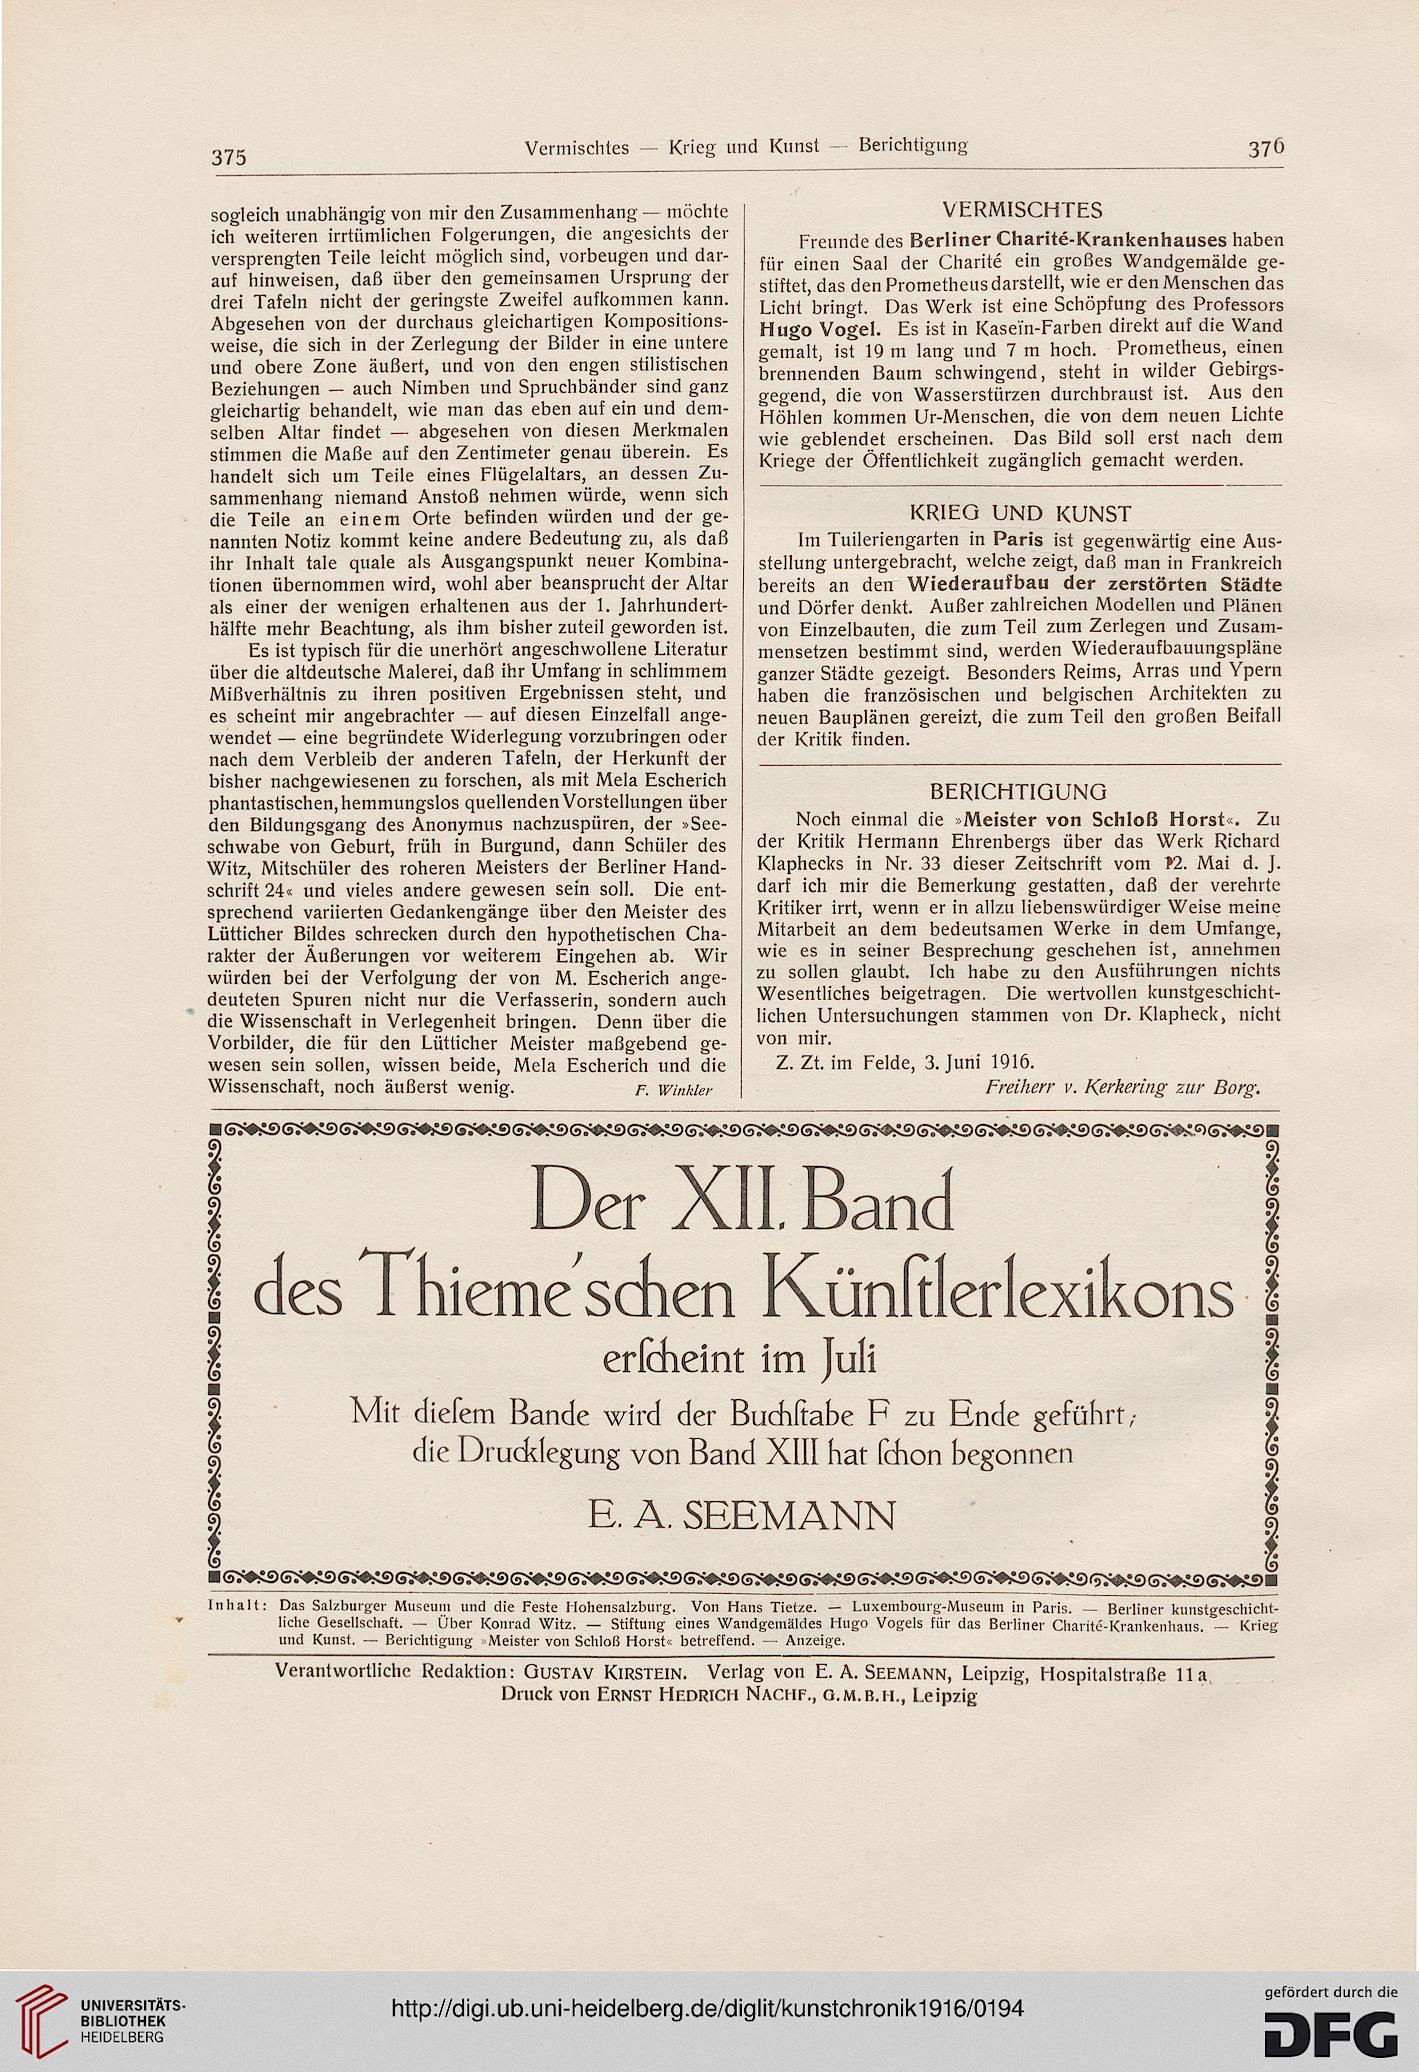 375
Vermischtes — Krieg und Kunst — Berichtigung
376
sogleich unabhängig von mir den Zusammenhang — möchte
ich weiteren irrtümlichen Folgerungen, die angesichts der
versprengten Teile leicht möglich sind, vorbeugen und dar-
auf hinweisen, daß über den gemeinsamen Ursprung der
drei Tafeln nicht der geringste Zweifel aufkommen kann.
Abgesehen von der durchaus gleichartigen Kompositions-
weise, die sich in der Zerlegung der Bilder in eine untere
und obere Zone äußert, und von den engen stilistischen
Beziehungen — auch Nimben und Spruchbänder sind ganz
gleichartig behandelt, wie man das eben auf ein und dem-
selben Altar findet — abgesehen von diesen Merkmalen
stimmen die Maße auf den Zentimeter genau überein. Es
handelt sich um Teile eines Flügelaltars, an dessen Zu-
sammenhang niemand Anstoß nehmen würde, wenn sich
die Teile an einem Orte befinden würden und der ge-
nannten Notiz kommt keine andere Bedeutung zu, als daß
ihr Inhalt tale quale als Ausgangspunkt neuer Kombina-
tionen übernommen wird, wohl aber beansprucht der Altar
als einer der wenigen erhaltenen aus der 1. Jahrhundert-
hälfte mehr Beachtung, als ihm bisher zuteil geworden ist.
Es ist typisch für die unerhört angeschwollene Literatur
über die altdeutsche Malerei, daß ihr Umfang in schlimmem
Mißverhältnis zu ihren positiven Ergebnissen steht, und
es scheint mir angebrachter — auf diesen Einzelfall ange-
wendet — eine begründete Widerlegung vorzubringen oder
nach dem Verbleib der anderen Tafeln, der Herkunft der
bisher nachgewiesenen zu forschen, als mit Mela Escherich
phantastischen, hemmungslos quellenden Vorstellungen über
den Bildungsgang des Anonymus nachzuspüren, der »See-
schwabe von Geburt, früh in Burgund, dann Schüler des
Witz, Mitschüler des roheren Meisters der Berliner Hand-
schrift 24« und vieles andere gewesen sein soll. Die ent-
sprechend variierten Gedankengänge über den Meister des
Lütticher Bildes schrecken durch den hypothetischen Cha-
rakter der Äußerungen vor weiterem Eingehen ab. Wir
würden bei der Verfolgung der von M. Escherich ange-
deuteten Spuren nicht nur die Verfasserin, sondern auch
die Wissenschaft in Verlegenheit bringen. Denn über die
Vorbilder, die für den Lütticher Meister maßgebend ge-
wesen sein sollen, wissen beide, Mela Escherich und die
Wissenschaft, noch äußerst wenig. F. Winkler
VERMISCHTES
Freunde des Berliner Charité-Krankenhauses haben
für einen Saal der Charité ein großes Wandgemälde ge-
stiftet, das den Prometheus darstellt, wie er den Menschen das
Licht bringt. Das Werk ist eine Schöpfung des Professors
Hugo Vogel. Es ist in Kaseïn-Farben direkt auf die Wand
gemalt, ist 19 m lang und 7 m hoch. Prometheus, einen
brennenden Baum schwingend, steht in wilder Gebirgs-
gegend, die von Wasserstürzen durchbraust ist. Aus den
Höhlen kommen Ur-Menschen, die von dem neuen Lichte
wie geblendet erscheinen. Das Bild soll erst nach dem
Kriege der Öffentlichkeit zugänglich gemacht werden.
KRIEG UND KUNST
Im Tuileriengarten in Paris ist gegenwärtig eine Aus-
stellung untergebracht, welche zeigt, daß man in Frankreich
bereits an den Wiederaufbau der zerstörten Städte
und Dörfer denkt. Außer zahlreichen Modellen und Plänen
von Einzelbauten, die zum Teil zum Zerlegen und Zusam-
mensetzen bestimmt sind, werden Wiederaufbauungspläne
ganzer Städte gezeigt. Besonders Reims, Arras und Ypern
haben die französischen und belgischen Architekten zu
neuen Bauplänen gereizt, die zum Teil den großen Beifall
der Kritik finden.
BERICHTIGUNG
Noch einmal die »Meister von Schloß Horst«. Zu
der Kritik Hermann Ehrenbergs über das Werk Richard
Klaphecks in Nr. 33 dieser Zeitschrift vom 12. Mai d. J.
darf ich mir die Bemerkung gestatten, daß der verehrte
Kritiker irrt, wenn er in allzu liebenswürdiger Weise meine
Mitarbeit an dem bedeutsamen Werke in dem Umfange,
wie es in seiner Besprechung geschehen ist, annehmen
zu sollen glaubt. Ich habe zu den Ausführungen nichts
Wesentliches beigetragen. Die wertvollen kunstgeschicht-
lichen Untersuchungen stammen von Dr. Klapheck, nicht
von mir.
Z. Zt. im Felde, 3. Juni 1916.
Freiherr v. Kerkering zur Borg.
Der XII. Band
des Thieme'schen Künſtlerlexikons
erſcheint im Juli
Mit dieſem Bande wird der Buchſtabe F zu Ende geführt;
die Drucklegung von Band XIII hat ſchon begonnen
E. A. SEEMANN
Inhalt: Das Salzburger Museum und die Feste Hohensalzburg. Von Hans Tietze. — Luxembourg-Museum in Paris. — Berliner kunstgeschicht-
liche Gesellschaft. — Über Konrad Witz. — Stiftung eines Wandgemäldes Hugo Vogels für das Berliner Charité-Krankenhaus. — Krieg
und Kunst. — Berichtigung »Meister von Schloß Horst« betreffend. — Anzeige.
Verantwortliche Redaktion: GUSTAV KIRSTEIN. Verlag von E. A. SEEMANN, Leipzig, Hospitalstraße 11a
Druck von ERNST HEDRICH NACHF., G.M.B.H., Leipzig
UNIVERSITÄTS-
BIBLIOTHEK
HEIDELBERG
http://digi.ub.uni-heidelberg.de/diglit/kunstchronik1916/0194
gefördert durch die
DFG